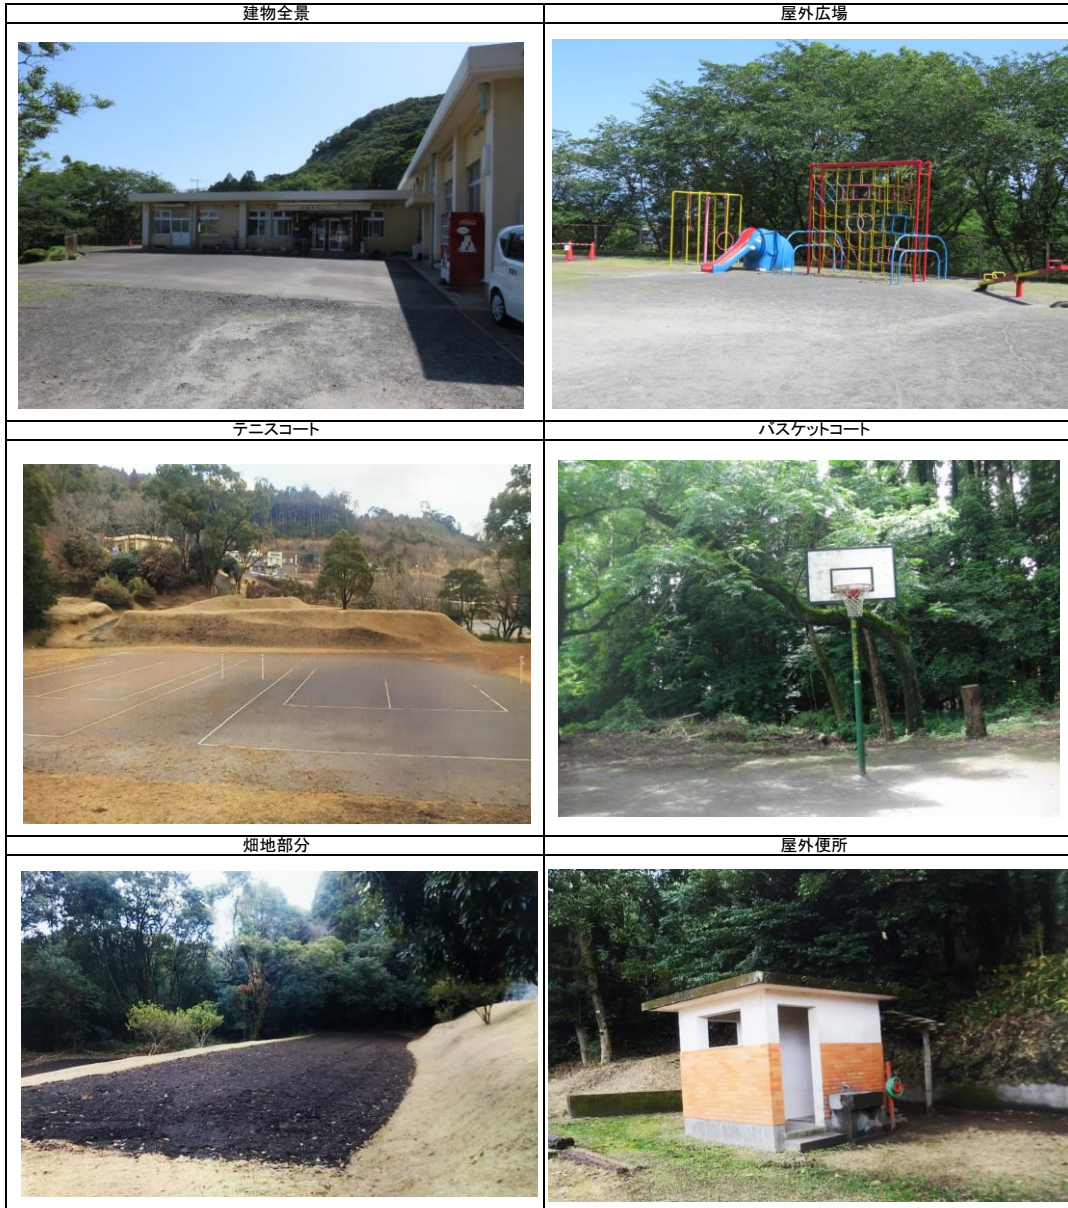 建物全景
屋外広場
テニスコート
バスケットコート
畑地部分
屋外便所